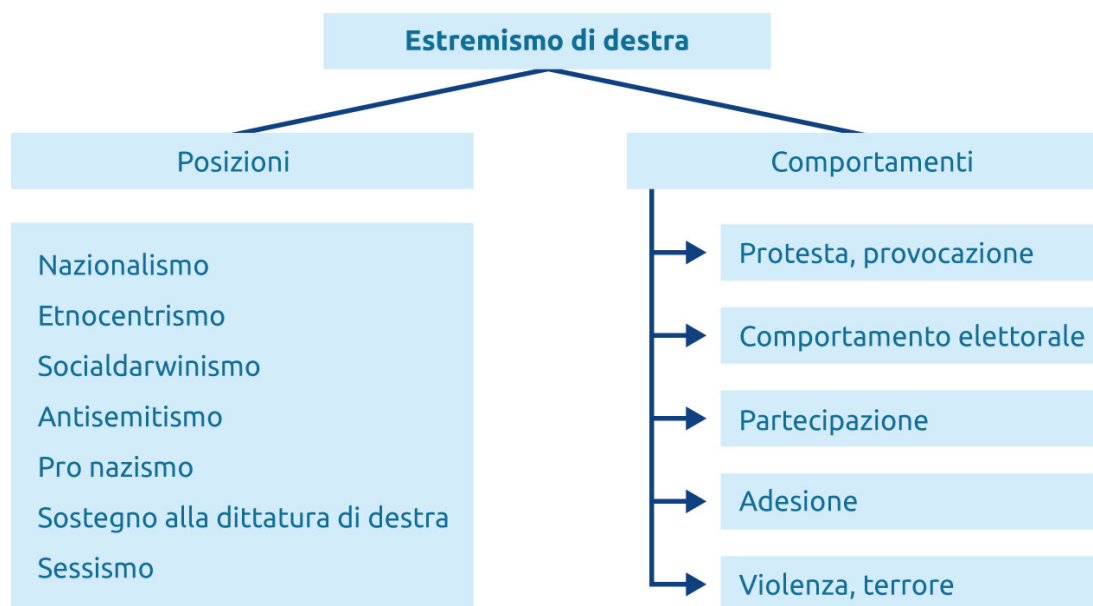 Estremismo di destra
Posizioni
Nazionalismo
Etnocentrismo
Socialdarwinismo
Antisemitismo
Pro nazismo
Sostegno alla dittatura di destra
Sessismo
Comportamenti
Protesta, provocazione
Comportamento elettorale
Partecipazione
Adesione
Violenza, terrore